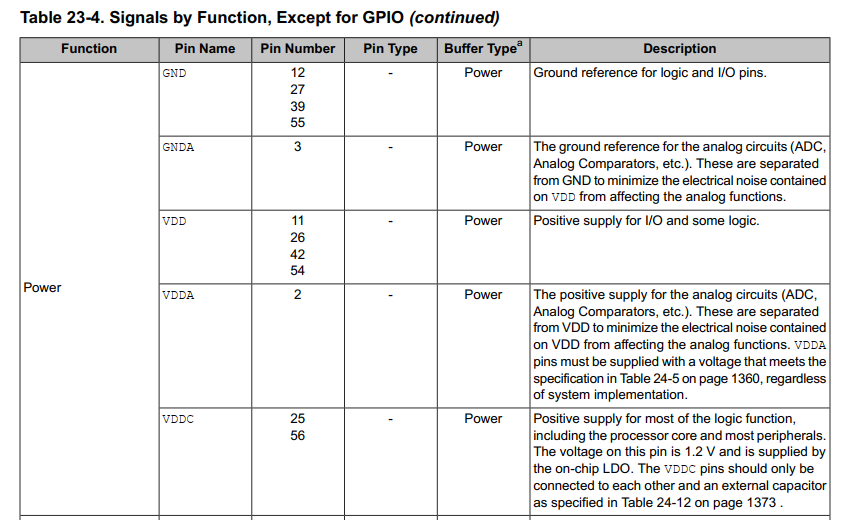 Table 23-4. Signals by Function, Except for GPIO (continued)
Function Pin Name Pin Number Pin Type Buffer Typeᵃ Description
Power
GND
12
27
39
55
-
Power
Ground reference for logic and I/O pins.
GNDA
3
-
Power
The ground reference for the analog circuits (ADC,
Analog Comparators, etc.). These are separated
from GND to minimize the electrical noise contained
on VDD from affecting the analog functions.
VDD
11
26
42
54
-
Power
Positive supply for I/O and some logic.
VDDA
2
-
Power
The positive supply for the analog circuits (ADC,
Analog Comparators, etc.). These are separated
from VDD to minimize the electrical noise contained
on VDD from affecting the analog functions. VDDA
pins must be supplied with a voltage that meets the
specification in Table 24-5 on page 1360, regardless
of system implementation.
VDDC
25
56
-
Power
Positive supply for most of the logic function,
including the processor core and most peripherals.
The voltage on this pin is 1.2 V and is supplied by
the on-chip LDO. The VDDC pins should only be
connected to each other and an external capacitor
as specified in Table 24-12 on page 1373 .